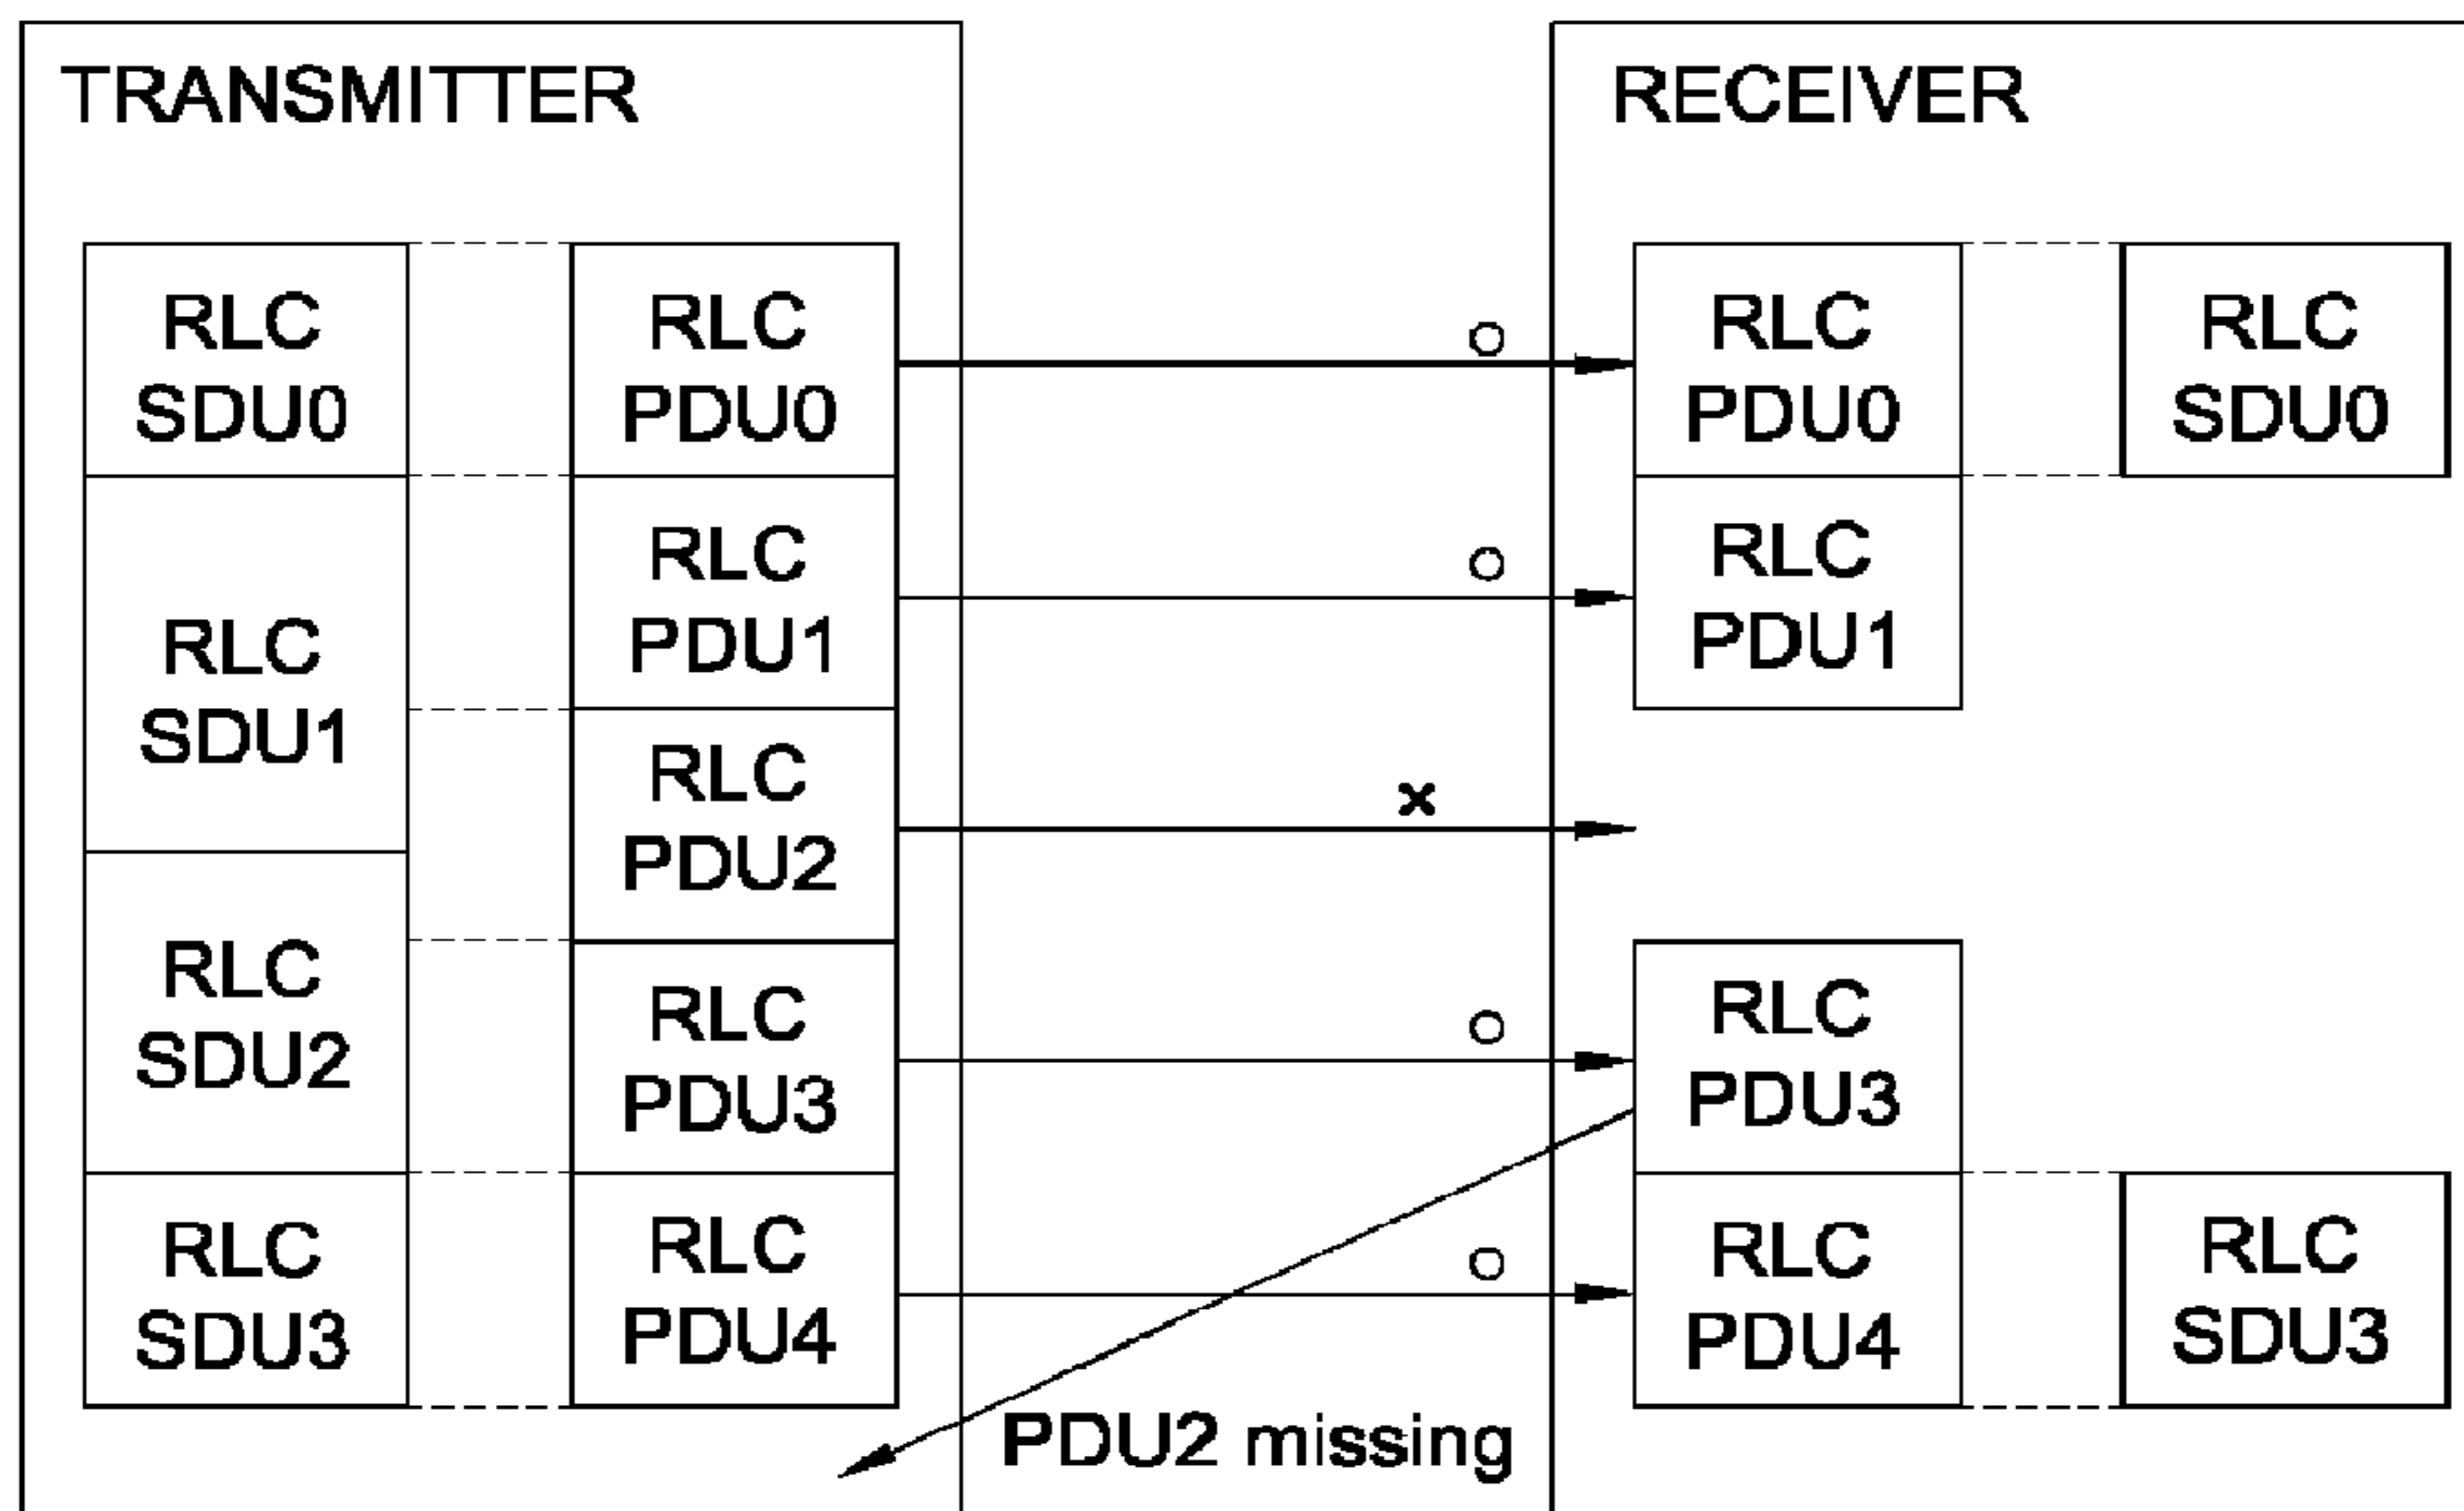 TRANSMITTER
RLC
SDU0
RLC
SDU1
RLC
SDU2
RLC
SDU3
RLC
PDU0
RLC
PDU1
RLC
PDU2
RLC
PDU3
RLC
PDU4
PDU2 missing
RECEIVER
RLC
PDU0
RLC
PDU1
RLC
PDU3
RLC
PDU4
RLC
SDU0
RLC
SDU3